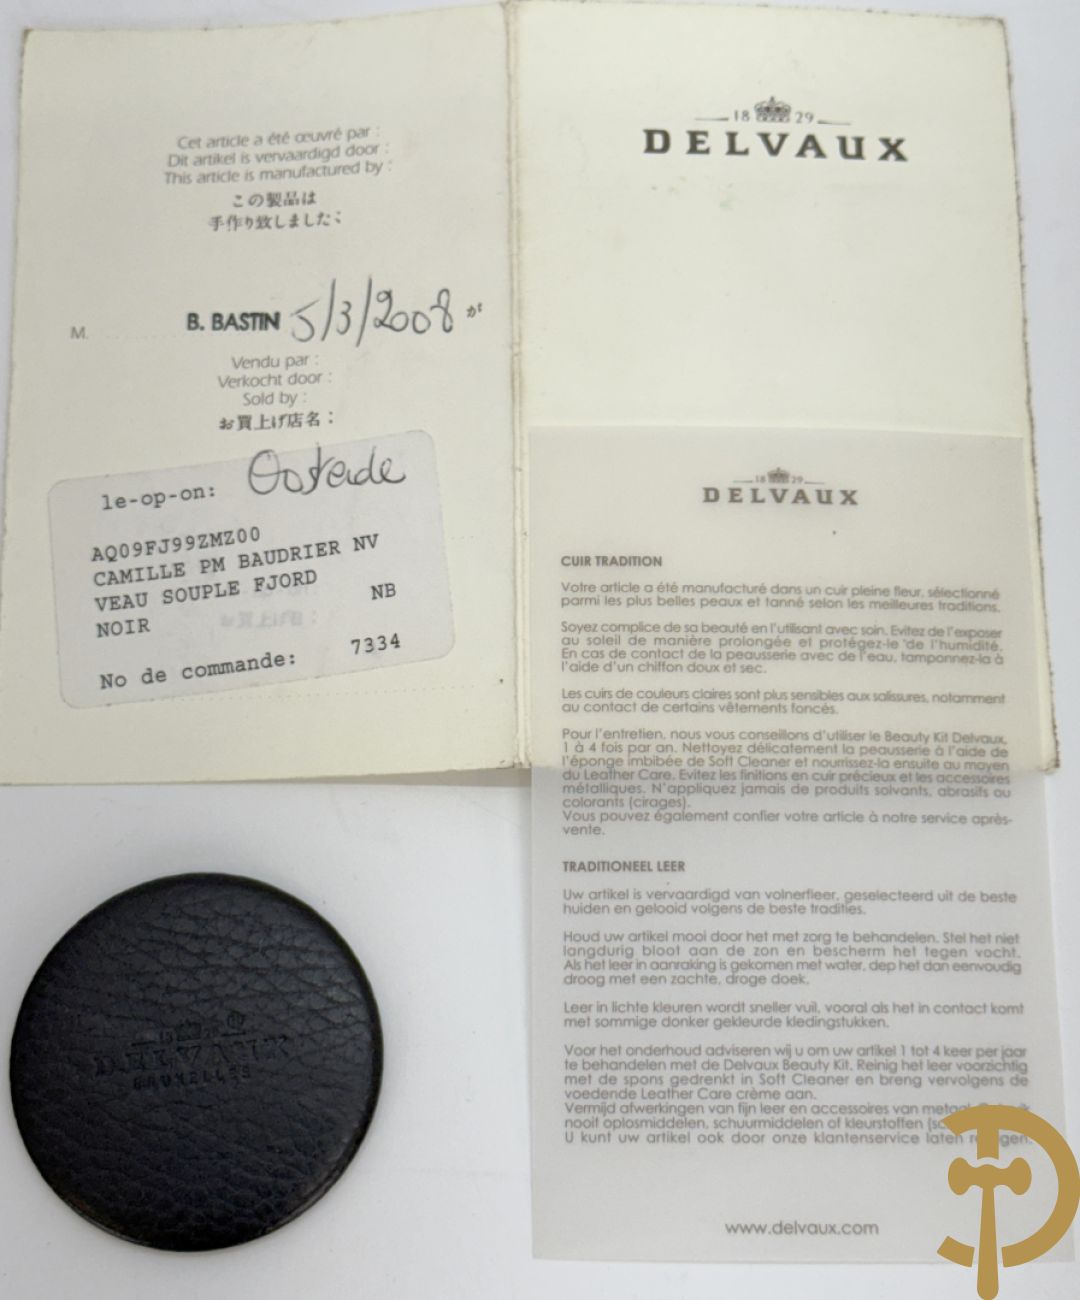 Cet article a été œuvré par :
Dit artikel is vervaardigd door :
This article is manufactured by :
この製品は
手作り致しました
M. B. BASTIN 5/3/2008 が
Vendu par :
Verkocht door :
Sold by :
お買上げ店名：
le-op-on: Ostende
AQ09FJ99ZMZ00
CAMILLE PM BAUDRIER NV
VEAU SOUPLE FJORD
NOIR NB
No de commande: 7334
18 29
DELVAUX
18 29
DELVAUX
CUIR TRADITION
Votre article a été manufacturé dans un cuir pleine fleur, sélectionné
parmi les plus belles peaux et tanné selon les meilleures traditions.
Soyez complice de sa beauté en l'utilisant avec soin. Evitez de l'exposer
au soleil de manière prolongée et protégez-le de l'humidité.
En cas de contact de la peausserie avec de l'eau, tamponnez-la à
l'aide d'un chiffon doux et sec.
Les cuirs de couleurs claires sont plus sensibles aux salissures, notamment
au contact de certains vêtements foncés.
Pour l'entretien, nous vous conseillons d'utiliser le Beauty Kit Delvaux,
1 à 4 fois par an. Nettoyez délicatement la peausserie à l'aide de
l'éponge imbibée de Soft Cleaner et nourrissez-la ensuite au moyen
du Leather Care. Evitez les finitions en cuir précieux et les accessoires
métalliques. N'appliquez jamais de produits solvants, abrasifs ou
colorants (cirages).
Vous pouvez également confier votre article à notre service après-
vente.
TRADITIONEEL LEER
Uw artikel is vervaardigd van volnerfleer, geselecteerd uit de beste
huiden en gelooid volgens de beste tradities.
Houd uw artikel mooi door het met zorg te behandelen. Stel het niet
langdurig bloot aan de zon en bescherm het tegen vocht.
Als het leer in aanraking is gekomen met water, dep het dan eenvoudig
droog met een zachte, droge doek.
Leer in lichte kleuren wordt sneller vuil, vooral als het in contact komt
met sommige donker gekleurde kledingstukken.
Voor het onderhoud adviseren wij u om uw artikel 1 tot 4 keer per jaar
te behandelen met de Delvaux Beauty Kit. Reinig het leer voorzichtig
met de spons gedrenkt in Soft Cleaner en breng vervolgens de
voedende Leather Care crème aan.
Vermijd afwerkingen van fijn leer en accessoires van metaal.
nooit oplosmiddelen, schuurmiddelen of kleurstoffen
U kunt uw artikel ook door onze klantenservice laten
www.delvaux.com
DELVAUX
BRUXELLES